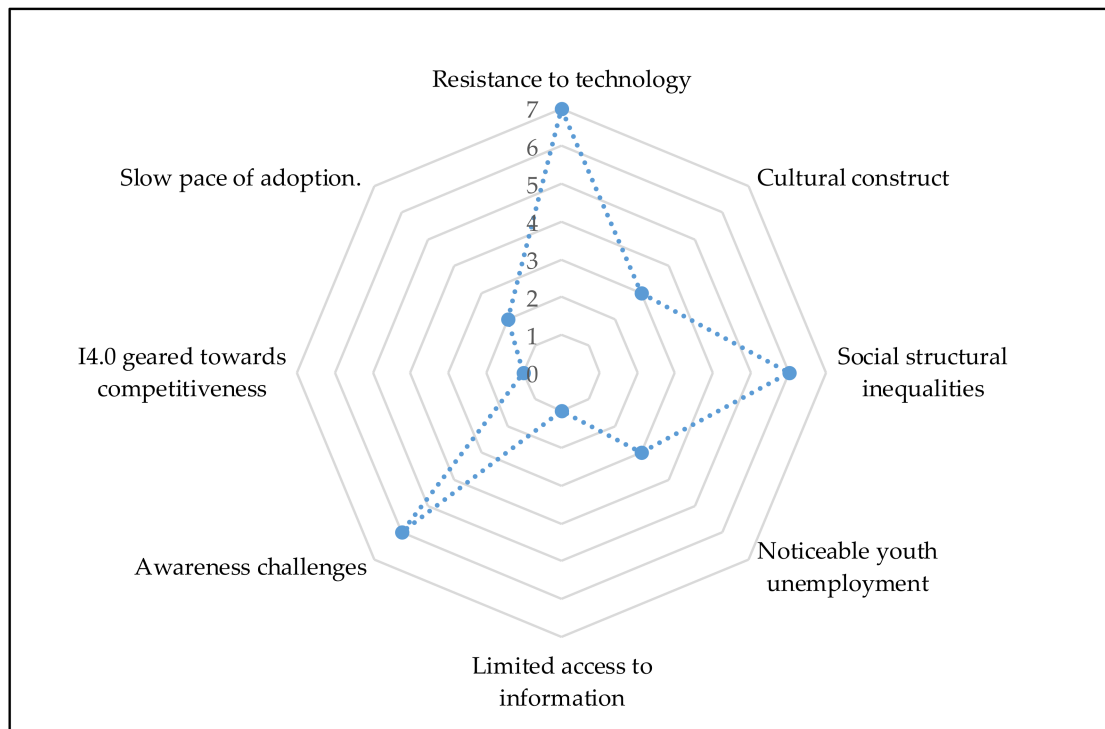 Resistance to technology
7
6
5
4
3
2
1
0
Cultural construct
Social structural
inequalities
Noticeable youth
unemployment
Limited access to
information
Awareness challenges
I4.0 geared towards
competitiveness
Slow pace of adoption.